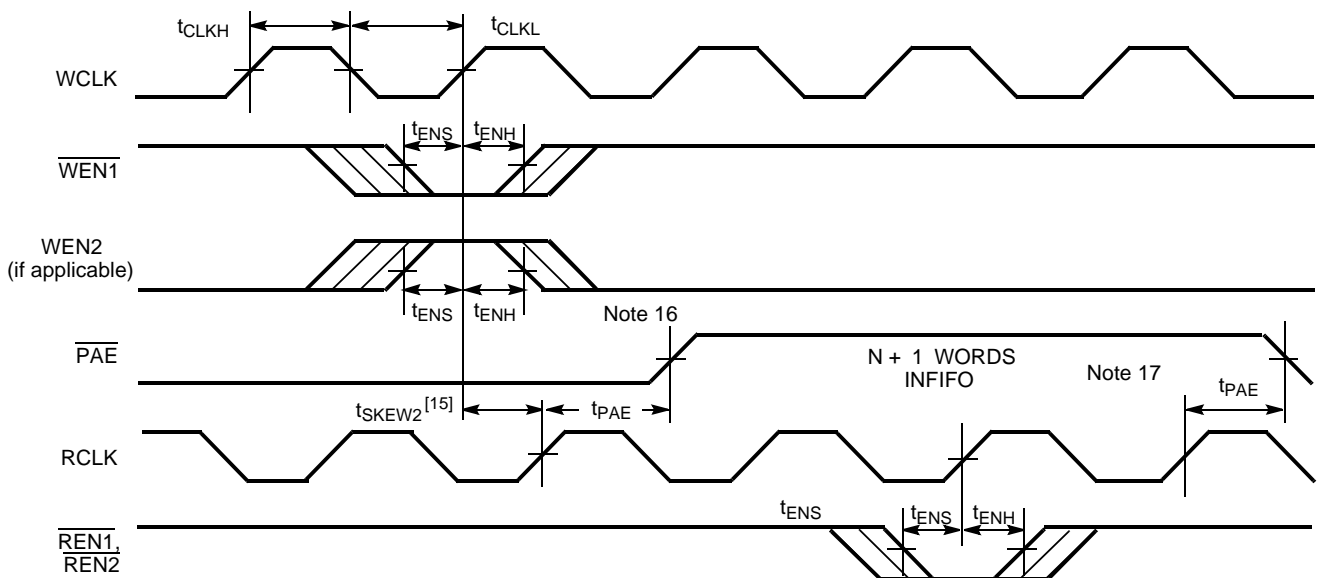 tCLKH
tCLKL
WCLK
tENS
tENH
WEN1
WEN2
(if applicable)
tENS
tENH
Note 16
PAE
N + 1 WORDS
INFIFO
Note 17
tPAE
tSKEW2[15]
tPAE
RCLK
tENS
tENS
tENH
REN1,
REN2